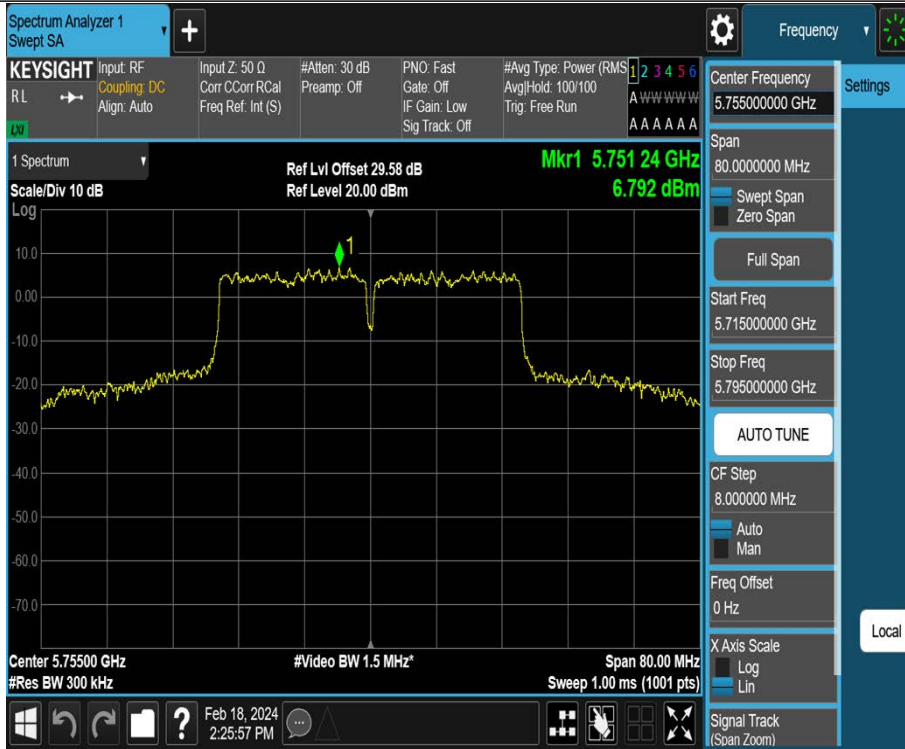 Spectrum Analyzer 1
Swept SA
+
Frequency
KEYSIGHT
RL
LXI
Input: RF
Coupling: DC
Align: Auto
Input Z: 50 Ω
Corr CCorr RCal
Freq Ref: Int (S)
#Atten: 30 dB
Preamp: Off
PNO: Fast
Gate: Off
IF Gain: Low
Sig Track: Off
#Avg Type: Power (RMS
Avg|Hold: 100/100
Trig: Free Run
1 2 3 4 5 6
A W W W W W
A A A A A A
Center Frequency
5.755000000 GHz
Settings
1 Spectrum
Scale/Div 10 dB
Log
Ref Lvl Offset 29.58 dB
Ref Level 20.00 dBm
Mkr1 5.751 24 GHz
6.792 dBm
Span
80.0000000 MHz
Swept Span
Zero Span
Full Span
Start Freq
5.715000000 GHz
Stop Freq
5.795000000 GHz
AUTO TUNE
CF Step
8.000000 MHz
Auto
Man
Freq Offset
0 Hz
X Axis Scale
Log
Lin
Signal Track
(Span Zoom)
Local
1
10.0
0.00
-10.0
-20.0
-30.0
-40.0
-50.0
-60.0
-70.0
Center 5.75500 GHz
#Res BW 300 kHz
#Video BW 1.5 MHz*
Span 80.00 MHz
Sweep 1.00 ms (1001 pts)
?
Feb 18, 2024
2:25:57 PM